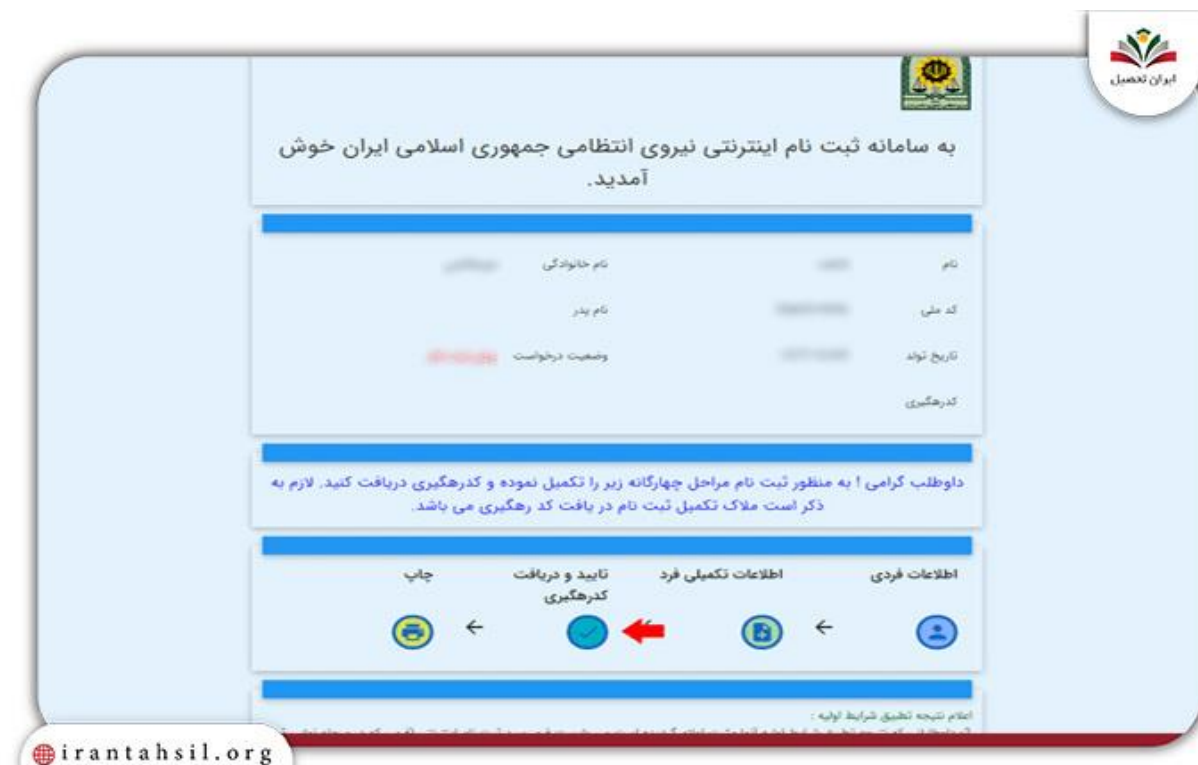 ایران تحصیل
به سامانه ثبت نام اینترنتی نیروی انتظامی جمهوری اسلامی ایران خوش
آمدید.
نام
نام خانوادگی
کد ملی
نام پدر
تاریخ تولد
وضعیت درخواست
کدرهگیری
داوطلب گرامی ! به منظور ثبت نام مراحل چهارگانه زیر را تکمیل نموده و کدرهگیری دریافت کنید. لازم به
ذکر است ملاک تکمیل ثبت نام در یافت کد رهگیری می باشد.
اطلاعات فردی
اطلاعات تکمیلی فرد
تایید و دریافت
کدرهگیری
چاپ
اعلام نتیجه تطبیق شرایط اولیه :
irantahsil.org